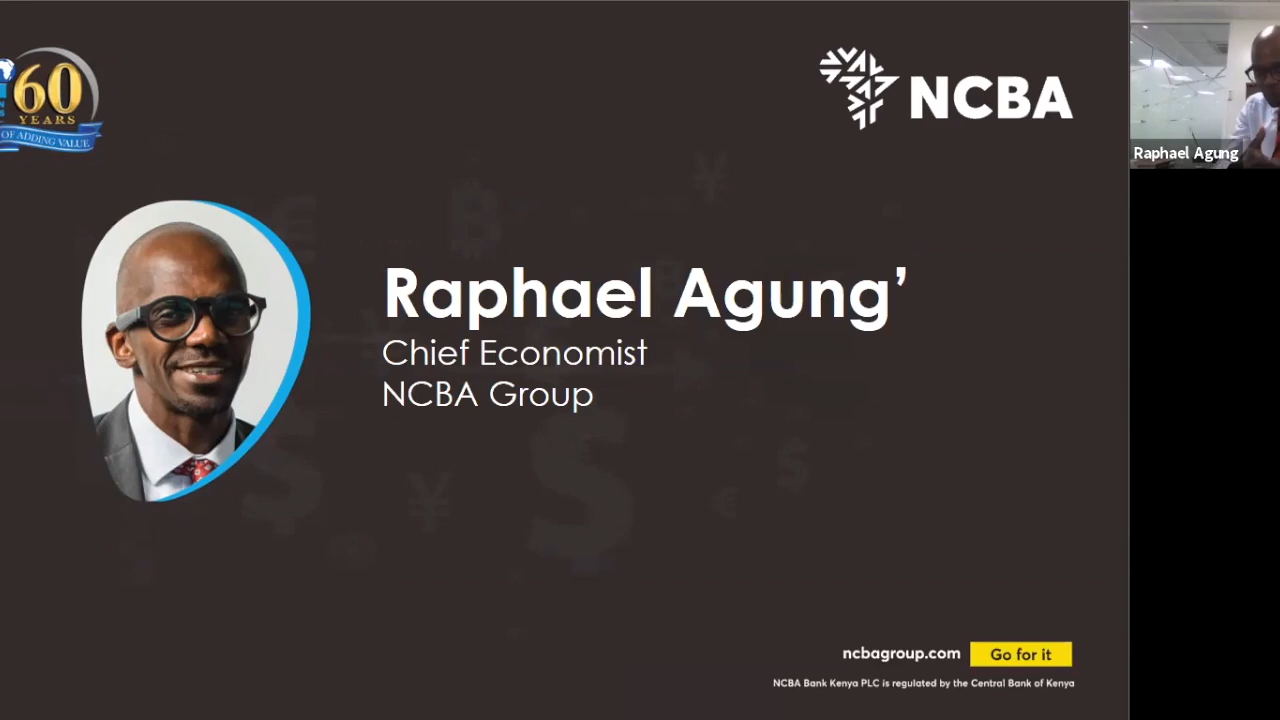 60
YEARS
OF ADDING VALUE
NCBA
Raphael Agung
Raphael Agung’
Chief Economist
NCBA Group
ncbagroup.com Go for it
NCBA Bank Kenya PLC is regulated by the Central Bank of Kenya